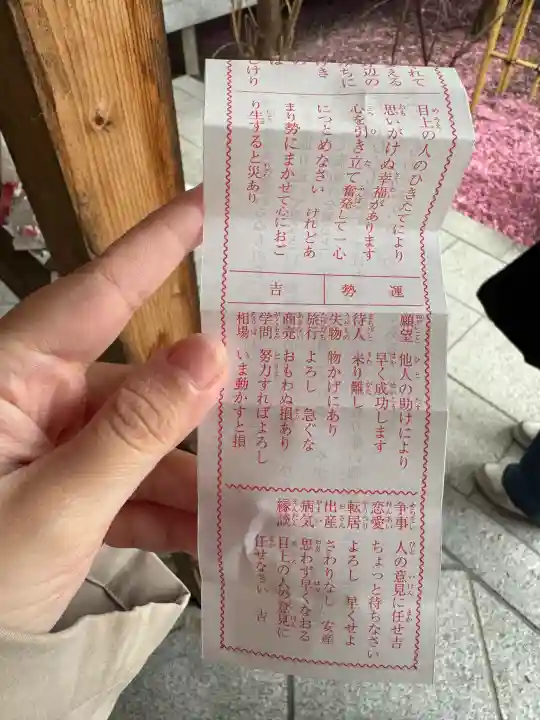 れて
える
辺の
ちに
りき
は
しけり
目上の人のひきたてにより
思いがけぬ幸福があります
心を引き立て奮発して一心
につとめなさい けれどあ
まり勢にまかせて心におご
り生ずると災あり
運勢 吉
願望 他人の助けにより
早く成功します
待人 来り難し
失物 物かげにあり
旅行 よろし 急ぐな
商売 おもわぬ損あり
学問 努力すればよろし
相場 いま動かすと損
争事 人の意見に任せ吉
恋愛 ちょっと待ちなさい
転居 よろし 早くせよ
出産 さわりなし 安産
病気 思わず早くなおる
縁談 目上の人の意見に
任せなさい 吉